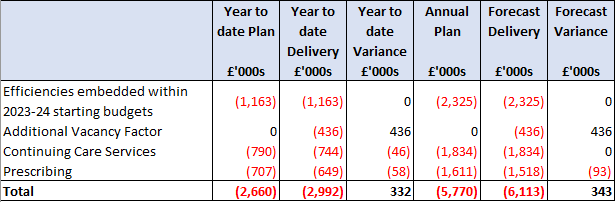 Year to date Plan £'000s | Year to date Delivery £'000s | Year to date Variance £'000s | Annual Plan £'000s | Forecast Delivery £'000s | Forecast Variance £'000s
Efficiencies embedded within 2023-24 starting budgets | (1,163) | (1,163) | 0 | (2,325) | (2,325) | 0
Additional Vacancy Factor | 0 | (436) | 436 | 0 | (436) | 436
Continuing Care Services | (790) | (744) | (46) | (1,834) | (1,834) | 0
Prescribing | (707) | (649) | (58) | (1,611) | (1,518) | (93)
Total | (2,660) | (2,992) | 332 | (5,770) | (6,113) | 343